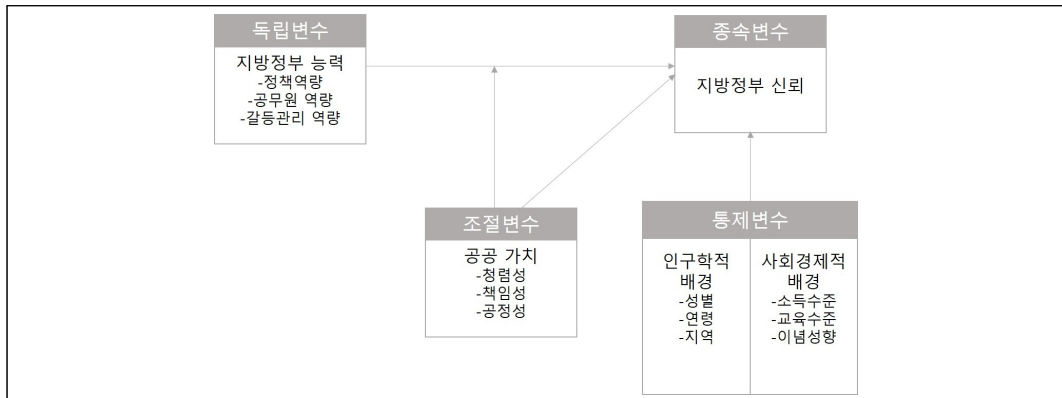 독립변수
지방정부 능력
-정책역량
-공무원 역량
-갈등관리 역량
종속변수
지방정부 신뢰
조절변수
공공 가치
-청렴성
-책임성
-공정성
통제변수
인구학적
배경
-성별
-연령
-지역
사회경제적
배경
-소득수준
-교육수준
-이념성향